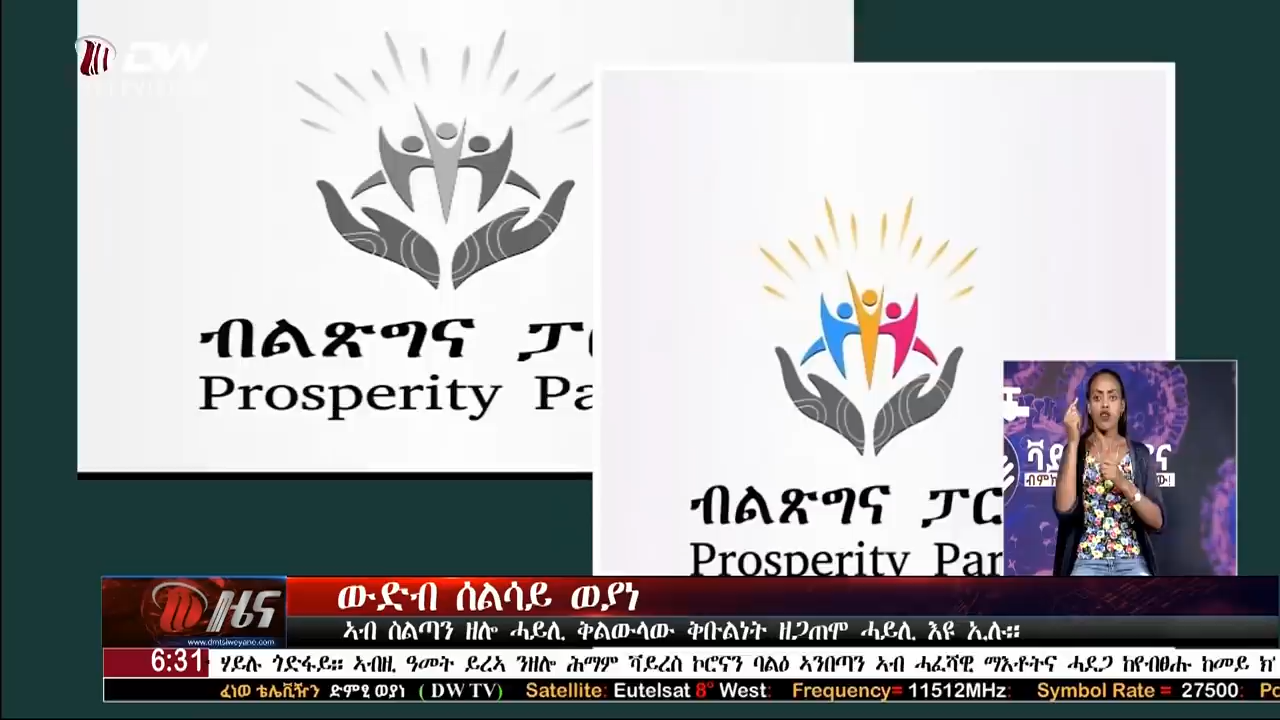 DW
TELEVISION
ብልጽግና
Prosperity
ብልጽግና ፓር
Prosperity Par
ዜና
www.dmtsiweyane.com
ውድብ ሰልሳይ ወያነ
ኣብ ስልጣን ዘሎ ሓይሊ ቅልውላው ቅቡልነት ዘጋጠሞ ሓይሊ እዩ ኢሉ።
6:31 ሃይሉ ጎድፋይ። ኣብዚ ዓመት ይረኣ ንዘሎ ሕማም ቫይረስ ኮሮናን ባልዕ ኣንበጣን ኣብ ሓፈሻዊ ማእቶትና ሓደጋ ከየብፅሑ ከመይ
ፈነወ ቴሌቪዥን ድምፂ ወያነ ( DW TV ) Satellite: Eutelsat 8° West: Frequency= 11512MHz: Symbol Rate = 27500: